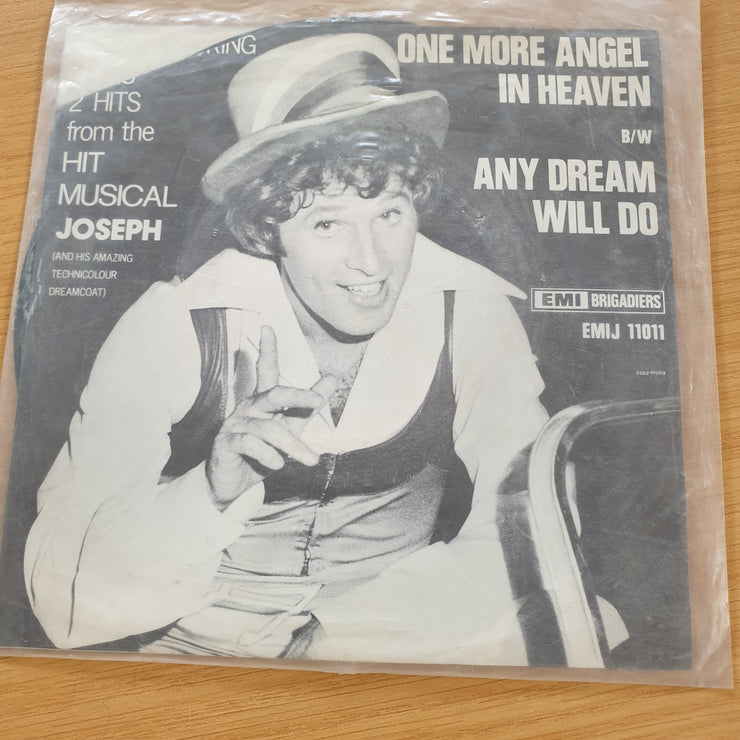 RING
2 HITS
from the
HIT
MUSICAL
JOSEPH
(AND HIS AMAZING
TECHNICOLOUR
DREAMCOAT)
ONE MORE ANGEL
IN HEAVEN
B/W
ANY DREAM
WILL DO
EMI BRIGADIERS
EMIJ 11011